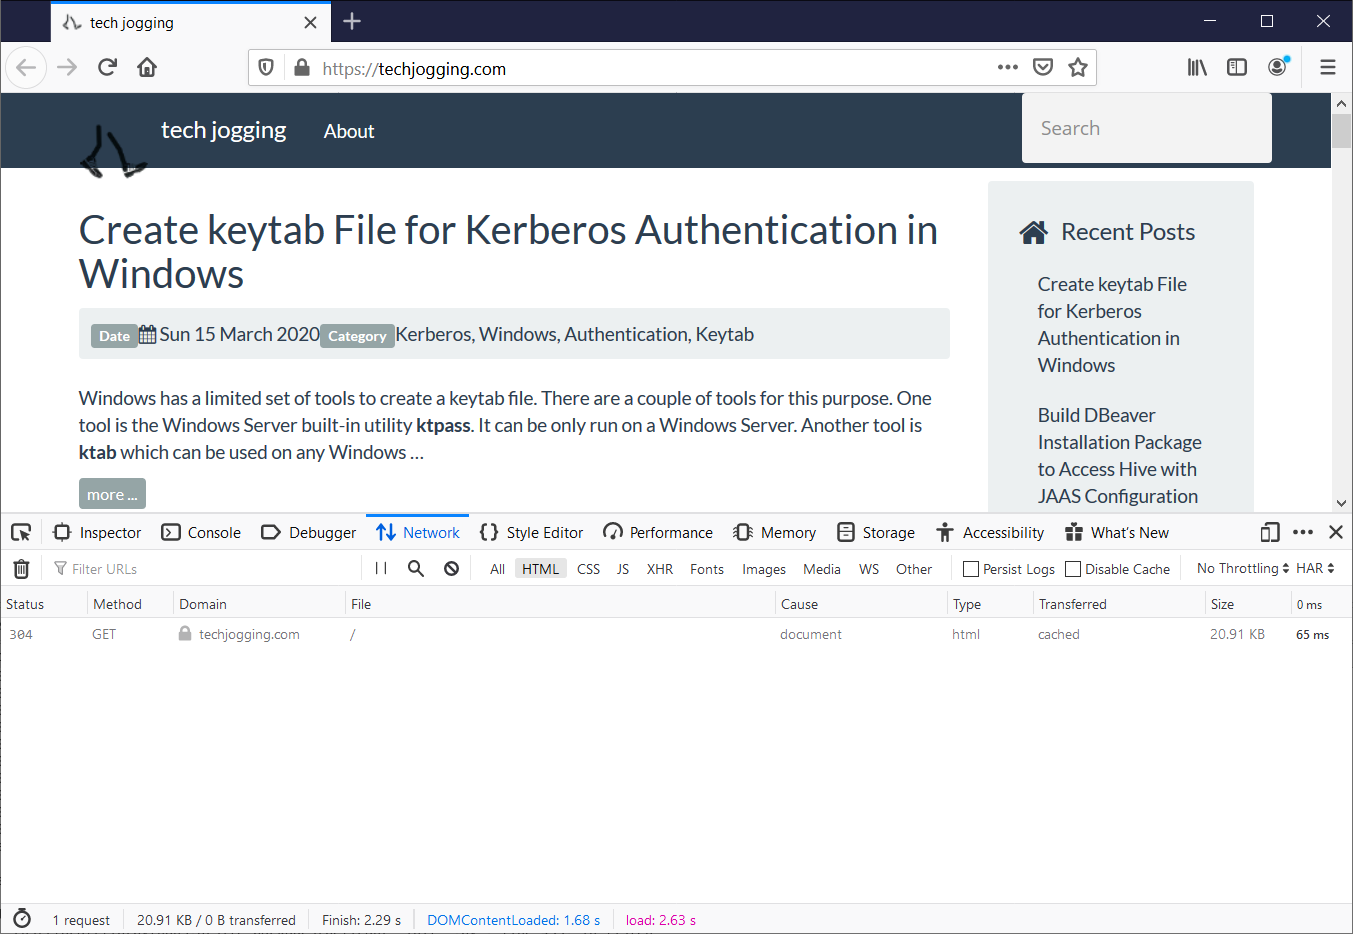 tech jogging
https://techjogging.com
tech jogging
About
Search
Create keytab File for Kerberos Authentication in
Windows
Date Sun 15 March 2020 Category Kerberos, Windows, Authentication, Keytab
Windows has a limited set of tools to create a keytab file. There are a couple of tools for this purpose. One
tool is the Windows Server built-in utility ktpass. It can be only run on a Windows Server. Another tool is
ktab which can be used on any Windows ...
more ...
Recent Posts
Create keytab File
for Kerberos
Authentication in
Windows
Build DBeaver
Installation Package
to Access Hive with
JAAS Configuration
Inspector Console Debugger Network Style Editor Performance Memory Storage Accessibility What's New
Filter URLs All HTML CSS JS XHR Fonts Images Media WS Other Persist Logs Disable Cache No Throttling HAR
Status Method Domain File Cause Type Transferred Size 0 ms
304 GET techjogging.com / document html cached 20.91 KB 65 ms
1 request 20.91 KB / 0 B transferred Finish: 2.29 s DOMContentLoaded: 1.68 s load: 2.63 s